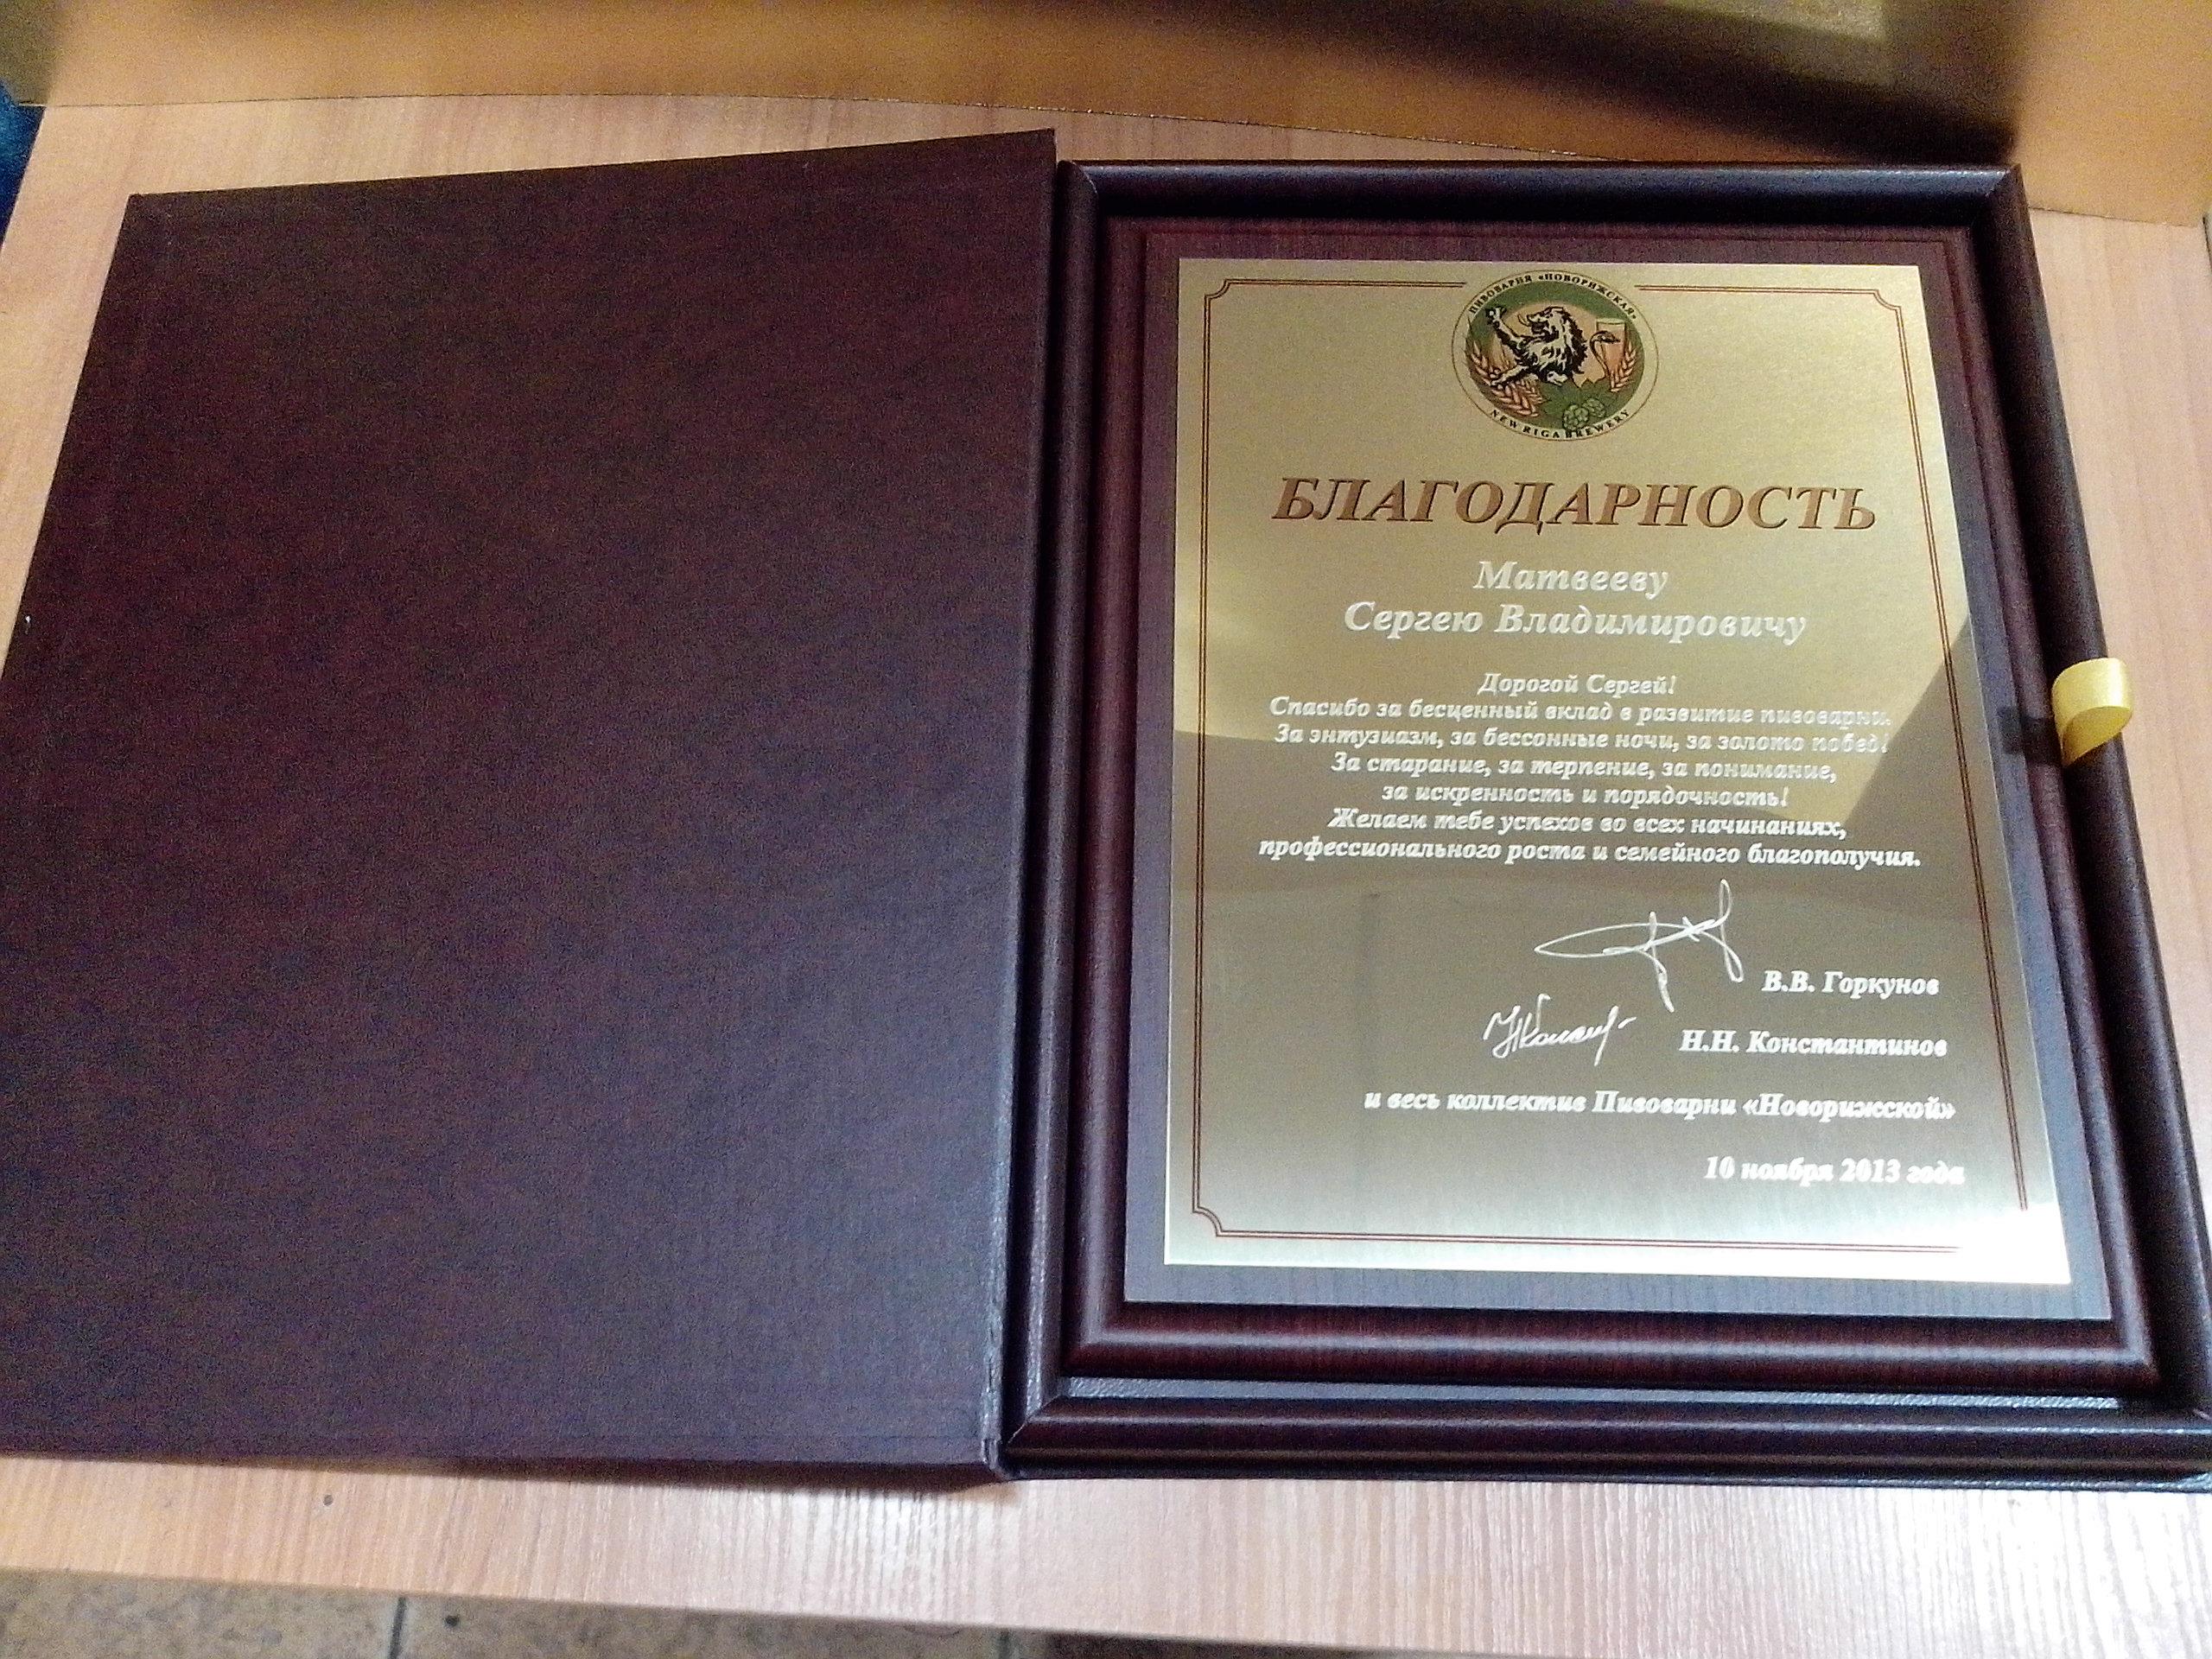 ПИВОВАРНЯ «НОВОРИЖСКАЯ»
NEW RIGA BREWERY
БЛАГОДАРНОСТЬ
Матвееву
Сергею Владимировичу
Дорогой Сергей!
Спасибо за бесценный вклад в развитие пивоварни.
За энтузиазм, за бессонные ночи, за золото побед!
За старание, за терпение, за понимание,
за искренность и порядочность!
Желаем тебе успехов во всех начинаниях,
профессионального роста и семейного благополучия.
В.В. Горкунов
Н.Н. Константинов
и весь коллектив Пивоварни «Новорижской»
10 ноября 2013 года